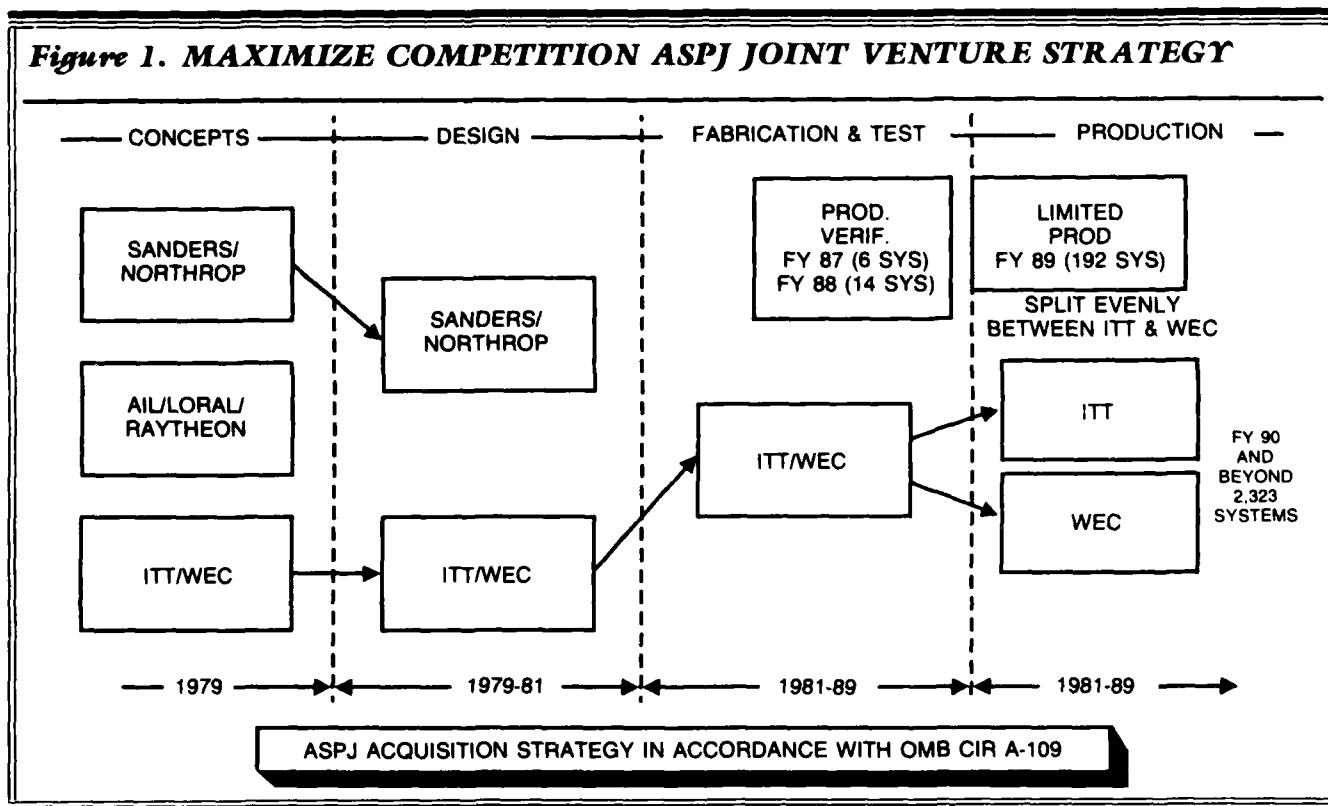 Figure 1. MAXIMIZE COMPETITION ASPJ JOINT VENTURE STRATEGY
CONCEPTS
DESIGN
FABRICATION & TEST
PRODUCTION
SANDERS/
NORTHROP
AIL/LORAL/
RAYTHEON
ITT/WEC
SANDERS/
NORTHROP
ITT/WEC
PROD.
VERIF.
FY 87 (6 SYS)
FY 88 (14 SYS)
ITT/WEC
LIMITED
PROD
FY 89 (192 SYS)
SPLIT EVENLY
BETWEEN ITT & WEC
ITT
WEC
FY 90
AND
BEYOND
2,323
SYSTEMS
1979
1979-81
1981-89
1981-89
ASPJ ACQUISITION STRATEGY IN ACCORDANCE WITH OMB CIR A-109